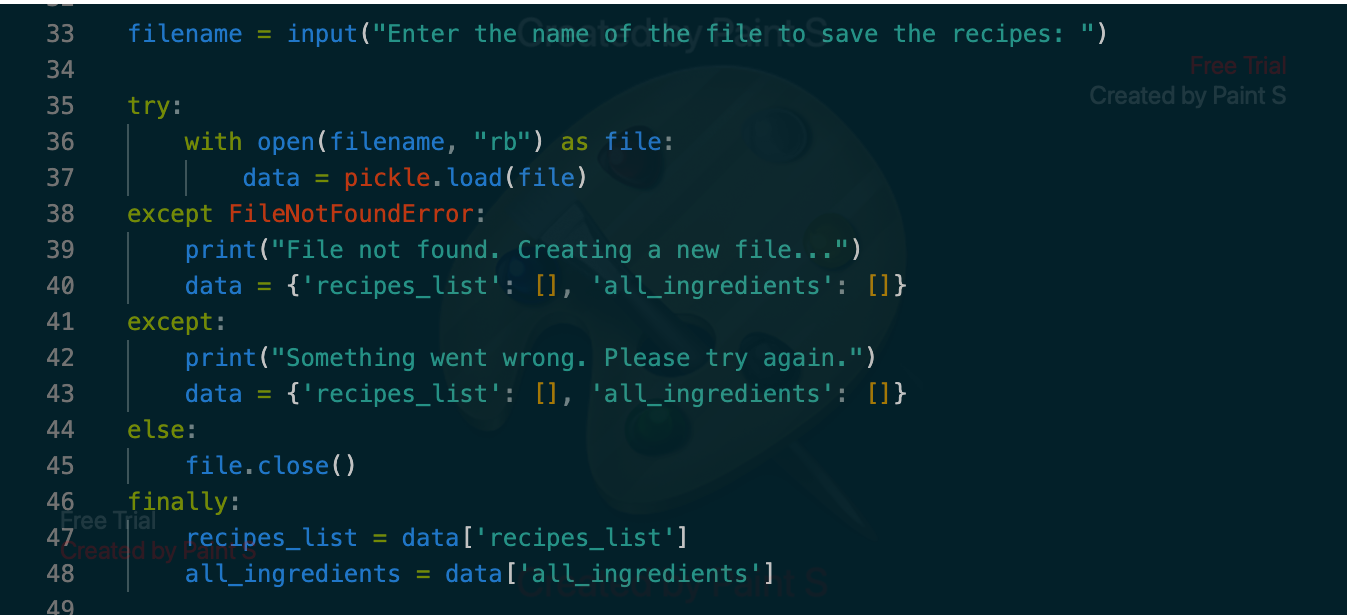 33 filename = input("Enter the name of the file to save the recipes: ")
Created by Paint S
34
Free Trial
Created by Paint S
35 try:
36     with open(filename, "rb") as file:
37         data = pickle.load(file)
38 except FileNotFoundError:
39     print("File not found. Creating a new file...")
40     data = {'recipes_list': [], 'all_ingredients': []}
41 except:
42     print("Something went wrong. Please try again.")
43     data = {'recipes_list': [], 'all_ingredients': []}
44 else:
45     file.close()
46 finally:
Free Trial
47     recipes_list = data['recipes_list']
Created by Paint S
48     all_ingredients = data['all_ingredients']
Created by Paint S
49